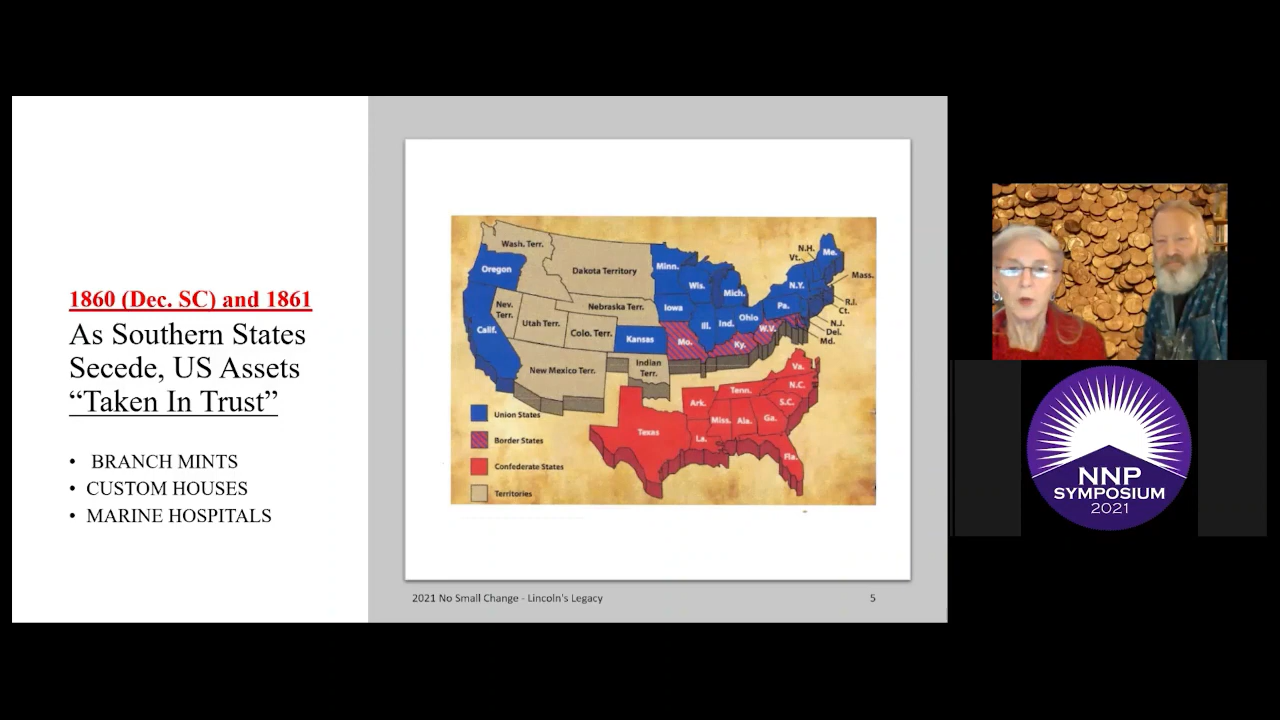 1860 (Dec. SC) and 1861
As Southern States
Secede, US Assets
“Taken In Trust”
• BRANCH MINTS
• CUSTOM HOUSES
• MARINE HOSPITALS
Wash. Terr.
Oregon
Dakota Territory
Minn.
N.H.
Vt.
Me.
Mass.
Wis.
Mich.
N.Y.
Nev.
Terr.
Nebraska Terr.
Iowa
Pa.
R.I.
Ct.
Calif.
Utah Terr.
Colo. Terr.
Kansas
Ill.
Ind.
Ohio
W.V.
N.J.
Del.
Md.
Mo.
Ky.
New Mexico Terr.
Indian
Terr.
Va.
Union States
Texas
Ark.
Tenn.
N.C.
S.C.
Miss.
Ala.
Ga.
Border States
La.
Fla.
Confederate States
Territories
2021 No Small Change - Lincoln's Legacy
5
NNP
SYMPOSIUM
2021